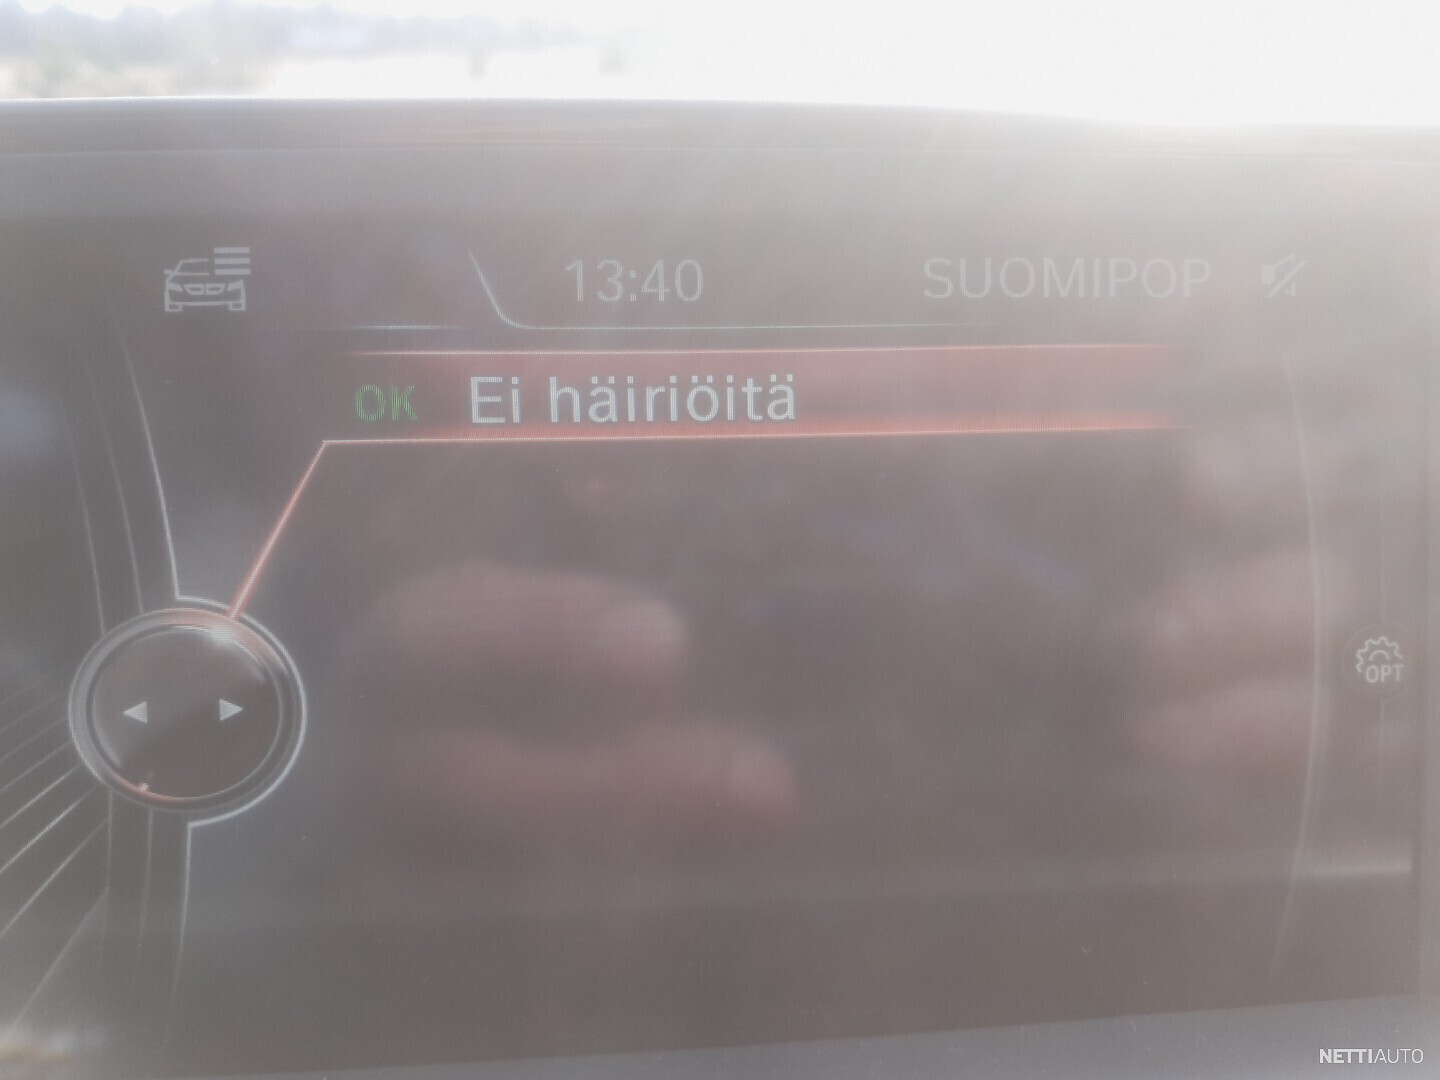 13:40 SUOMIPOP
OK Ei häiriöitä
OPT
NETTIAUTO